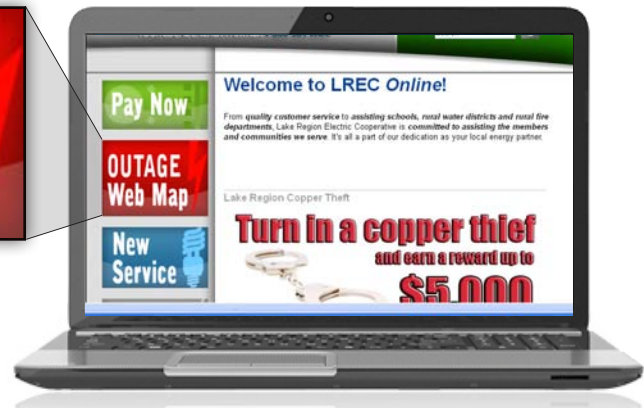 Pay Now
OUTAGE
Web Map
New
Service
Welcome to LREC Online!
From quality customer service to assisting schools, rural water districts and rural fire
departments, Lake Region Electric Cooperative is committed to assisting the members
and communities we serve. It's all a part of our dedication as your local energy partner.
Lake Region Copper Theft
Turn in a copper thief
and earn a reward up to
$5,000